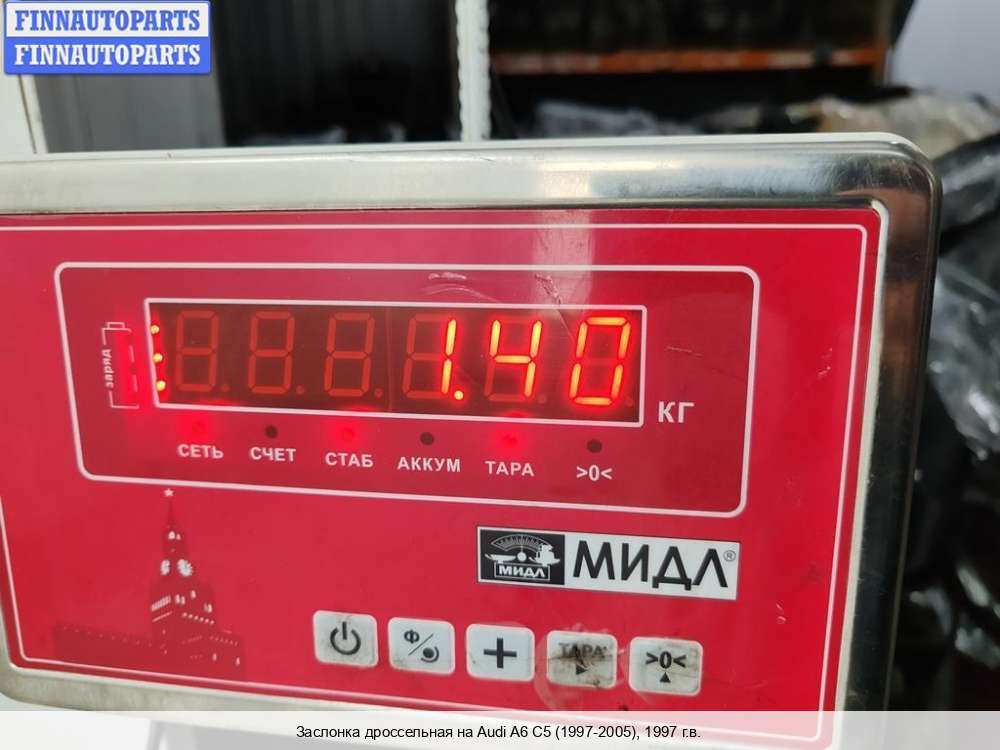 FINNAUTOPARTS
FINNAUTOPARTS
заряд
1.40
КГ
СЕТЬ СЧЕТ СТАБ АККУМ ТАРА >0<
МИДЛ МИДЛ®
Ф + ТАРА >0<
Заслонка дроссельная на Audi A6 C5 (1997-2005), 1997 г.в.